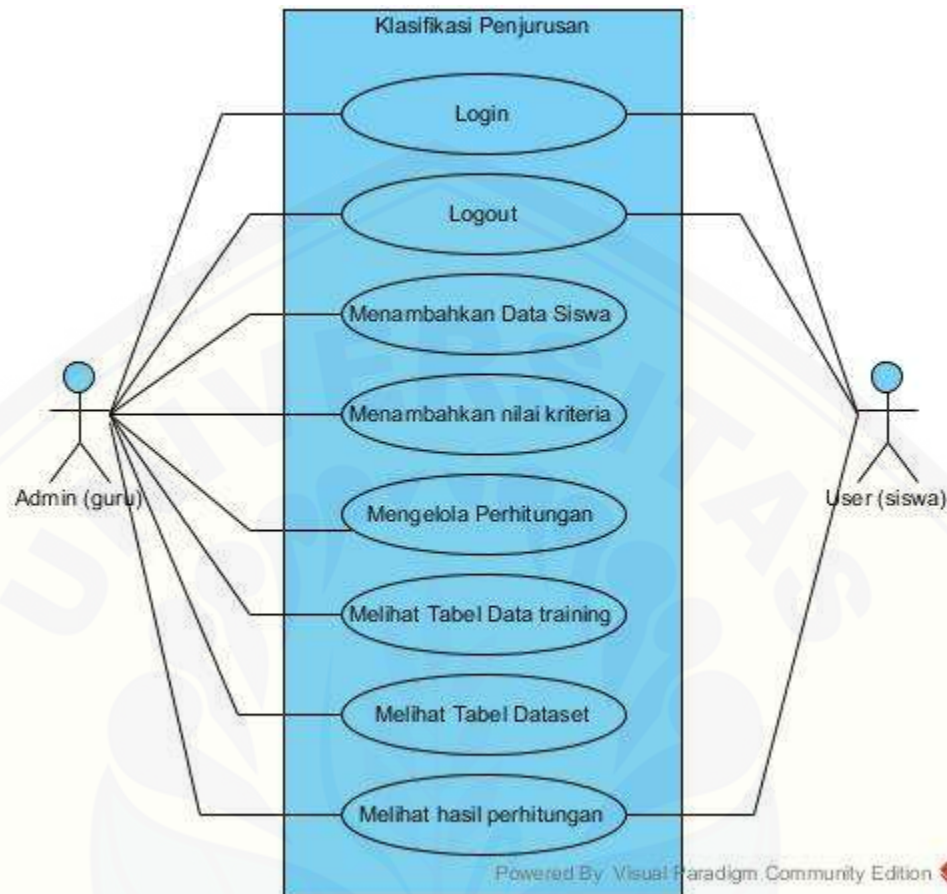 Klasifikasi Penjurusan
Login
Logout
Menambahkan Data Siswa
Menambahkan nilai kriteria
Admin (guru)
User (siswa)
Mengelola Perhitungan
Melihat Tabel Data training
Melihat Tabel Dataset
Melihat hasil perhitungan
Powered By Visual Paradigm Community Edition
UNIVERSITAS